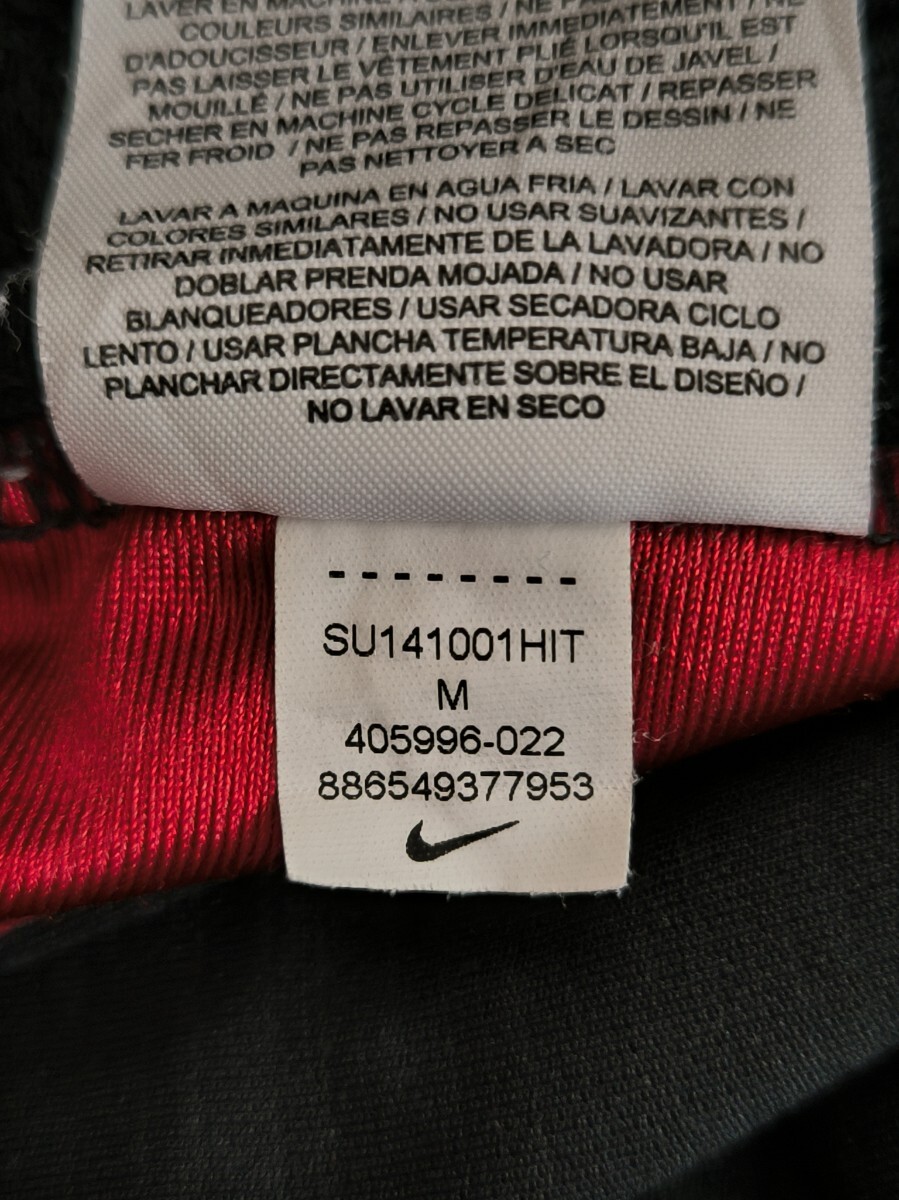 LAVER EN MACHINE
COULEURS SIMILAIRES / NE
D'ADOUCISSEUR / ENLEVER IMMEDIATEMENT / NE
PAS LAISSER LE VÊTEMENT PLIÉ LORSQU'IL EST
MOUILLÉ / NE PAS UTILISER D'EAU DE JAVEL /
SECHER EN MACHINE CYCLE DELICAT / REPASSER
FER FROID / NE PAS REPASSER LE DESSIN / NE
PAS NETTOYER A SEC
LAVAR A MAQUINA EN AGUA FRIA / LAVAR CON
COLORES SIMILARES / NO USAR SUAVIZANTES /
RETIRAR INMEDIATAMENTE DE LA LAVADORA / NO
DOBLAR PRENDA MOJADA / NO USAR
BLANQUEADORES / USAR SECADORA CICLO
LENTO / USAR PLANCHA TEMPERATURA BAJA / NO
PLANCHAR DIRECTAMENTE SOBRE EL DISEÑO /
NO LAVAR EN SECO
--------
SU141001HIT
M
405996-022
886549377953